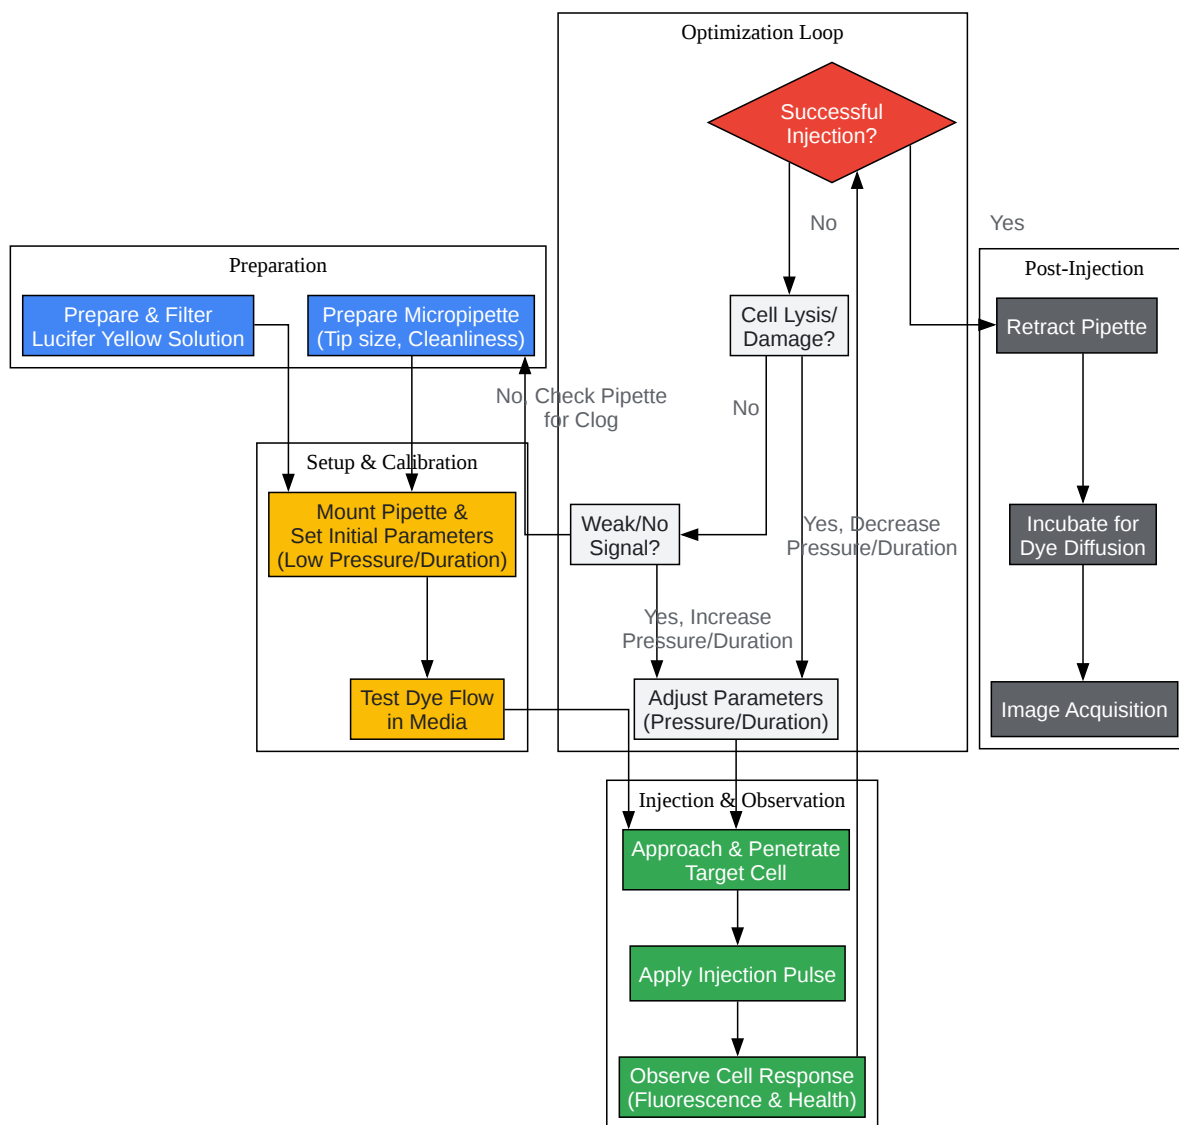 Optimization Loop
Successful
Injection?
No
Yes
Preparation
Prepare & Filter
Lucifer Yellow Solution
Prepare Micropipette
(Tip size, Cleanliness)
Cell Lysis/
Damage?
Post-Injection
Retract Pipette
No, Check Pipette
for Clog
No
Setup & Calibration
Mount Pipette &
Set Initial Parameters
(Low Pressure/Duration)
Weak/No
Signal?
Yes, Decrease
Pressure/Duration
Incubate for
Dye Diffusion
Yes, Increase
Pressure/Duration
Test Dye Flow
in Media
Adjust Parameters
(Pressure/Duration)
Image Acquisition
Injection & Observation
Approach & Penetrate
Target Cell
Apply Injection Pulse
Observe Cell Response
(Fluorescence & Health)